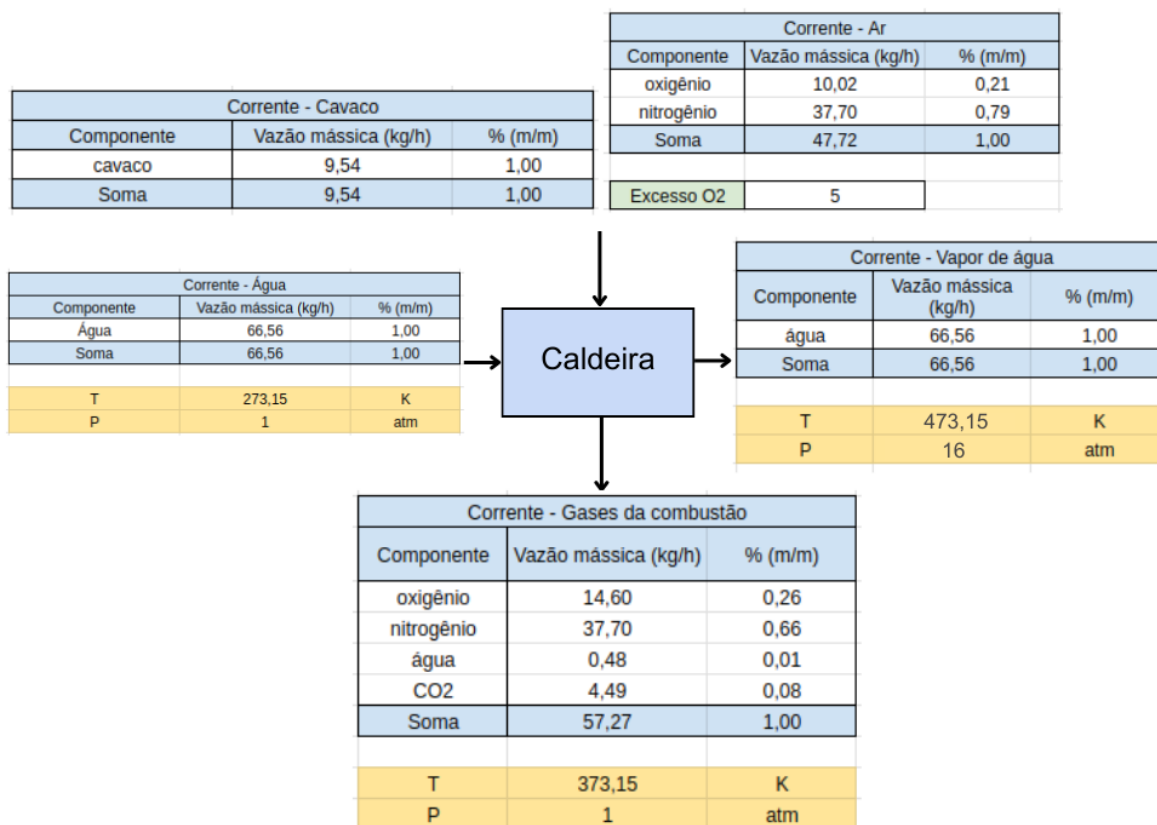 Corrente - Ar
Componente Vazão mássica (kg/h) % (m/m)
oxigênio 10,02 0,21
nitrogênio 37,70 0,79
Soma 47,72 1,00
Excesso O2 5
Corrente - Cavaco
Componente Vazão mássica (kg/h) % (m/m)
cavaco 9,54 1,00
Soma 9,54 1,00
Corrente - Água
Componente Vazão mássica (kg/h) % (m/m)
Água 66,56 1,00
Soma 66,56 1,00
T 273,15 K
P 1 atm
Caldeira
Corrente - Vapor de água
Componente Vazão mássica
(kg/h) % (m/m)
água 66,56 1,00
Soma 66,56 1,00
T 473,15 K
P 16 atm
Corrente - Gases da combustão
Componente Vazão mássica (kg/h) % (m/m)
oxigênio 14,60 0,26
nitrogênio 37,70 0,66
água 0,48 0,01
CO2 4,49 0,08
Soma 57,27 1,00
T 373,15 K
P 1 atm